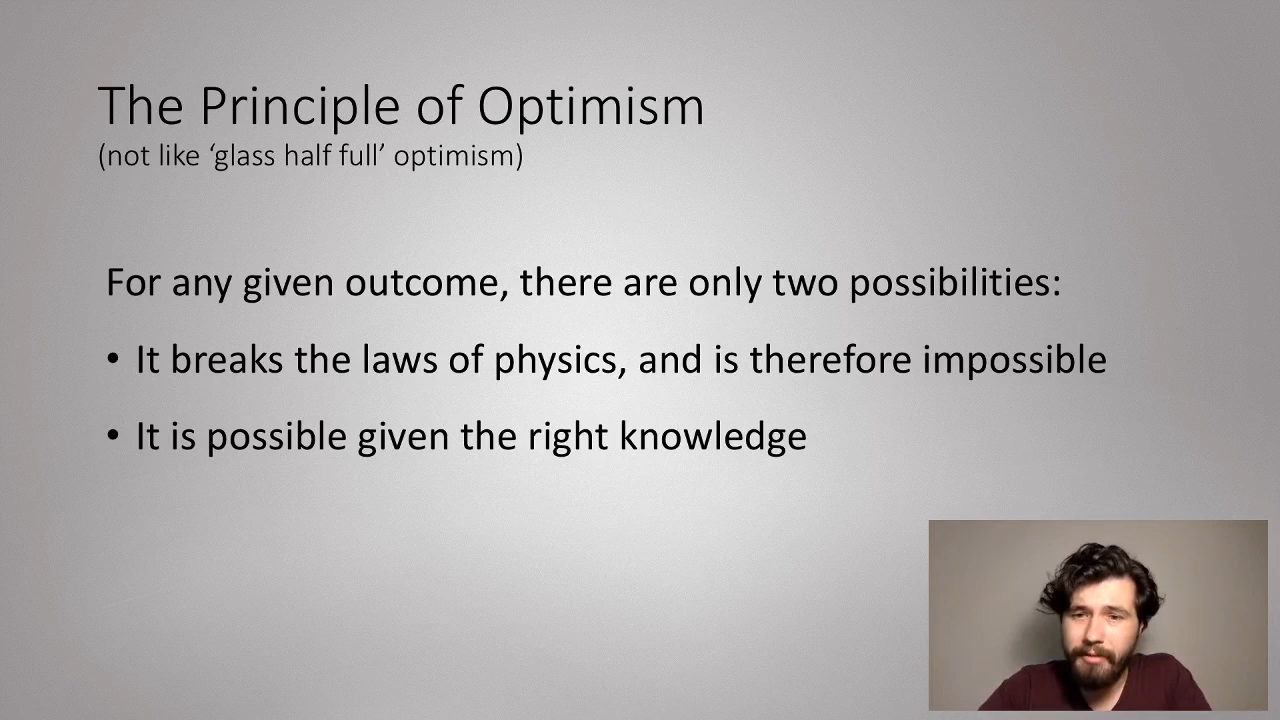 The Principle of Optimism
(not like ‘glass half full’ optimism)
For any given outcome, there are only two possibilities:
• It breaks the laws of physics, and is therefore impossible
• It is possible given the right knowledge